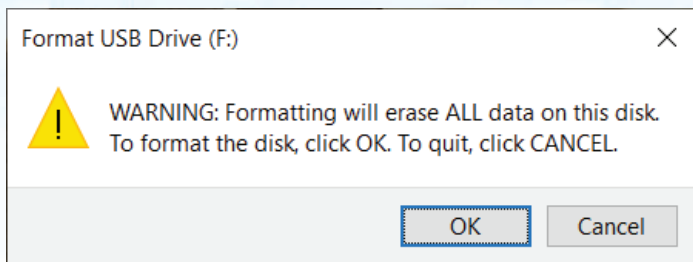 Format USB Drive (F:)
WARNING: Formatting will erase ALL data on this disk.
To format the disk, click OK. To quit, click CANCEL.
OK
Cancel